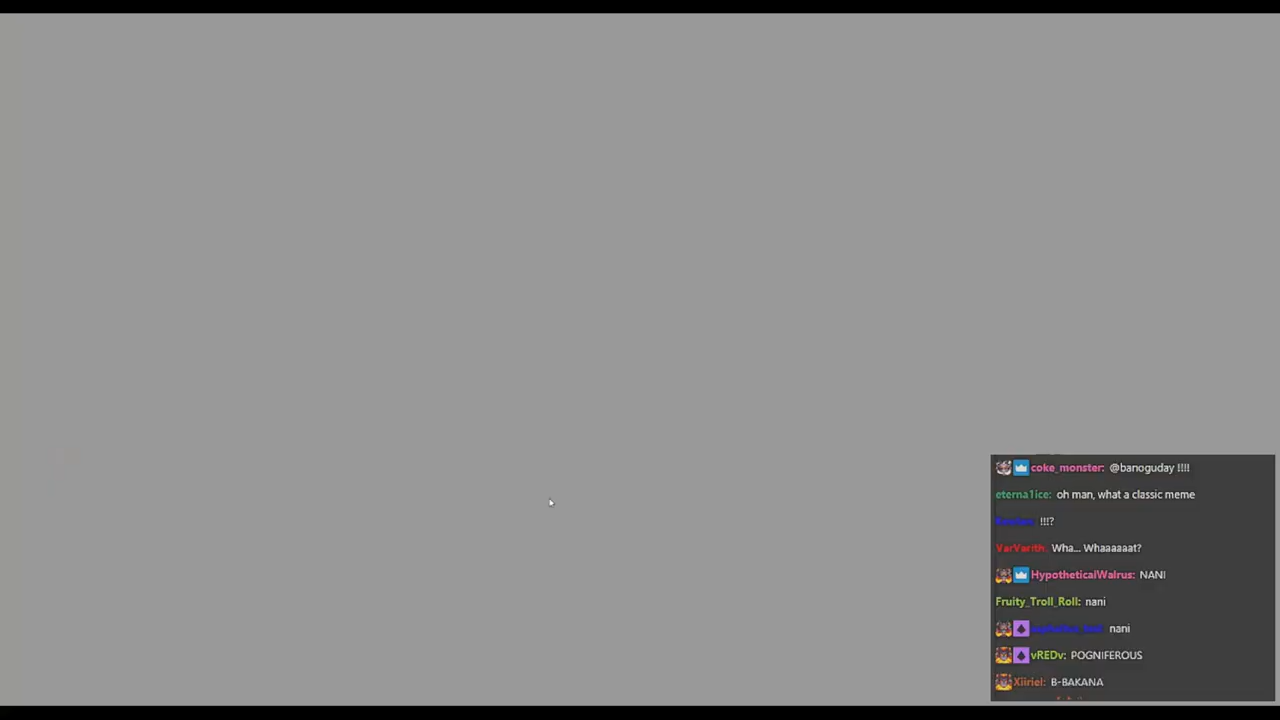 coke_monster: @banoguday !!!!
eterna1ice: oh man, what a classic meme
!!!?
VarVarith: Wha... Whaaaaaat?
HypotheticalWalrus: NANI
Fruity_Troll_Roll: nani
nani
vREDv: POGNIFEROUS
Xiiriel: B-BAKANA